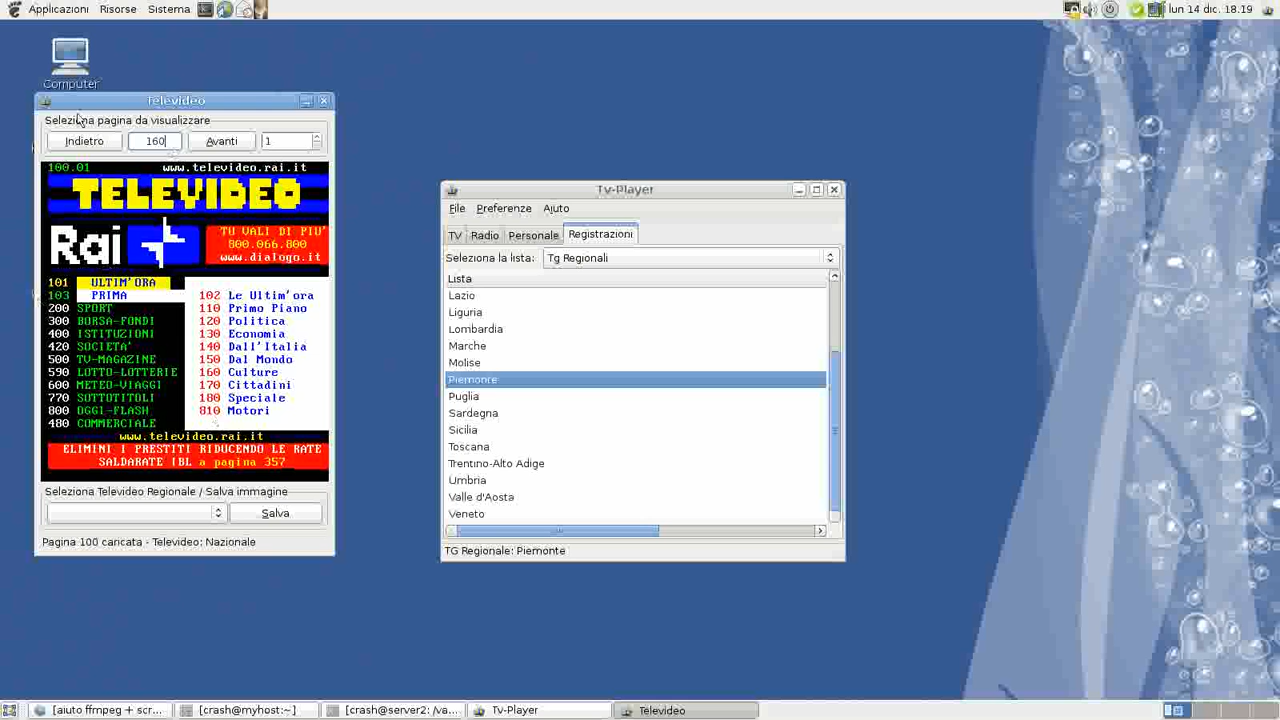 Applicazioni Risorse Sistema
lun 14 dic. 18.19
Computer
Televideo
Seleziona pagina da visualizzare
Indietro 160 Avanti 1
100.01 www.televideo.rai.it
TELEVIDEO
Rai
TU VALI DI PIU'
800.066.800
www.dialogo.it
101 ULTIM'ORA
103 PRIMA
200 SPORT
300 BORSA-FONDI
400 ISTITUZIONI
420 SOCIETA'
500 TV-MAGAZINE
590 LOTTO-LOTTERIE
600 METEO-VIAGGI
770 SOTTOTITOLI
800 OGGI-FLASH
480 COMMERCIALE
102 Le Ultim'ora
110 Primo Piano
120 Politica
130 Economia
140 Dall'Italia
150 Dal Mondo
160 Culture
170 Cittadini
180 Speciale
810 Motori
www.televideo.rai.it
ELIMINI I PRESTITI RIDUCENDO LE RATE
SALDARATE IBL a pagina 357
Seleziona Televideo Regionale / Salva immagine
Salva
Pagina 100 caricata - Televideo: Nazionale
Tv-Player
File Preferenze Aiuto
TV Radio Personale Registrazioni
Seleziona la lista: Tg Regionali
Lista
Lazio
Liguria
Lombardia
Marche
Molise
Piemonte
Puglia
Sardegna
Sicilia
Toscana
Trentino-Alto Adige
Umbria
Valle d'Aosta
Veneto
TG Regionale: Piemonte
[aiuto ffmpeg + scr... [crash@myhost:~] [crash@server2: /va... Tv-Player Televideo